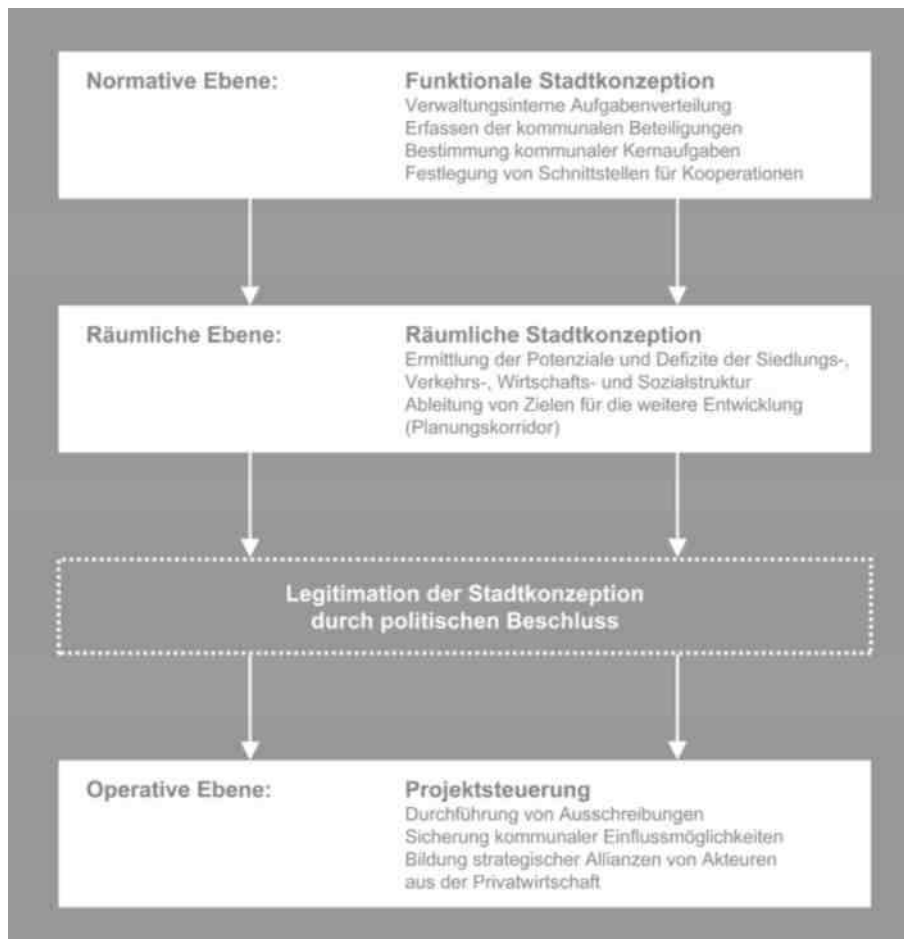 Normative Ebene: Funktionale Stadtkonzeption
Verwaltungsinterne Aufgabenverteilung
Erfassen der kommunalen Beteiligungen
Bestimmung kommunaler Kernaufgaben
Festlegung von Schnittstellen für Kooperationen
Räumliche Ebene: Räumliche Stadtkonzeption
Ermittlung der Potenziale und Defizite der Siedlungs-,
Verkehrs-, Wirtschafts- und Sozialstruktur
Ableitung von Zielen für die weitere Entwicklung
(Planungskorridor)
Legitimation der Stadtkonzeption
durch politischen Beschluss
Operative Ebene: Projektsteuerung
Durchführung von Ausschreibungen
Sicherung kommunaler Einflussmöglichkeiten
Bildung strategischer Allianzen von Akteuren
aus der Privatwirtschaft